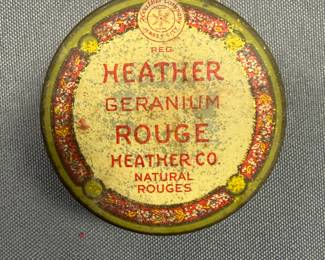 REG
HEATHER
GERANIUM
ROUGE
HEATHER CO.
NATURAL
ROUGES